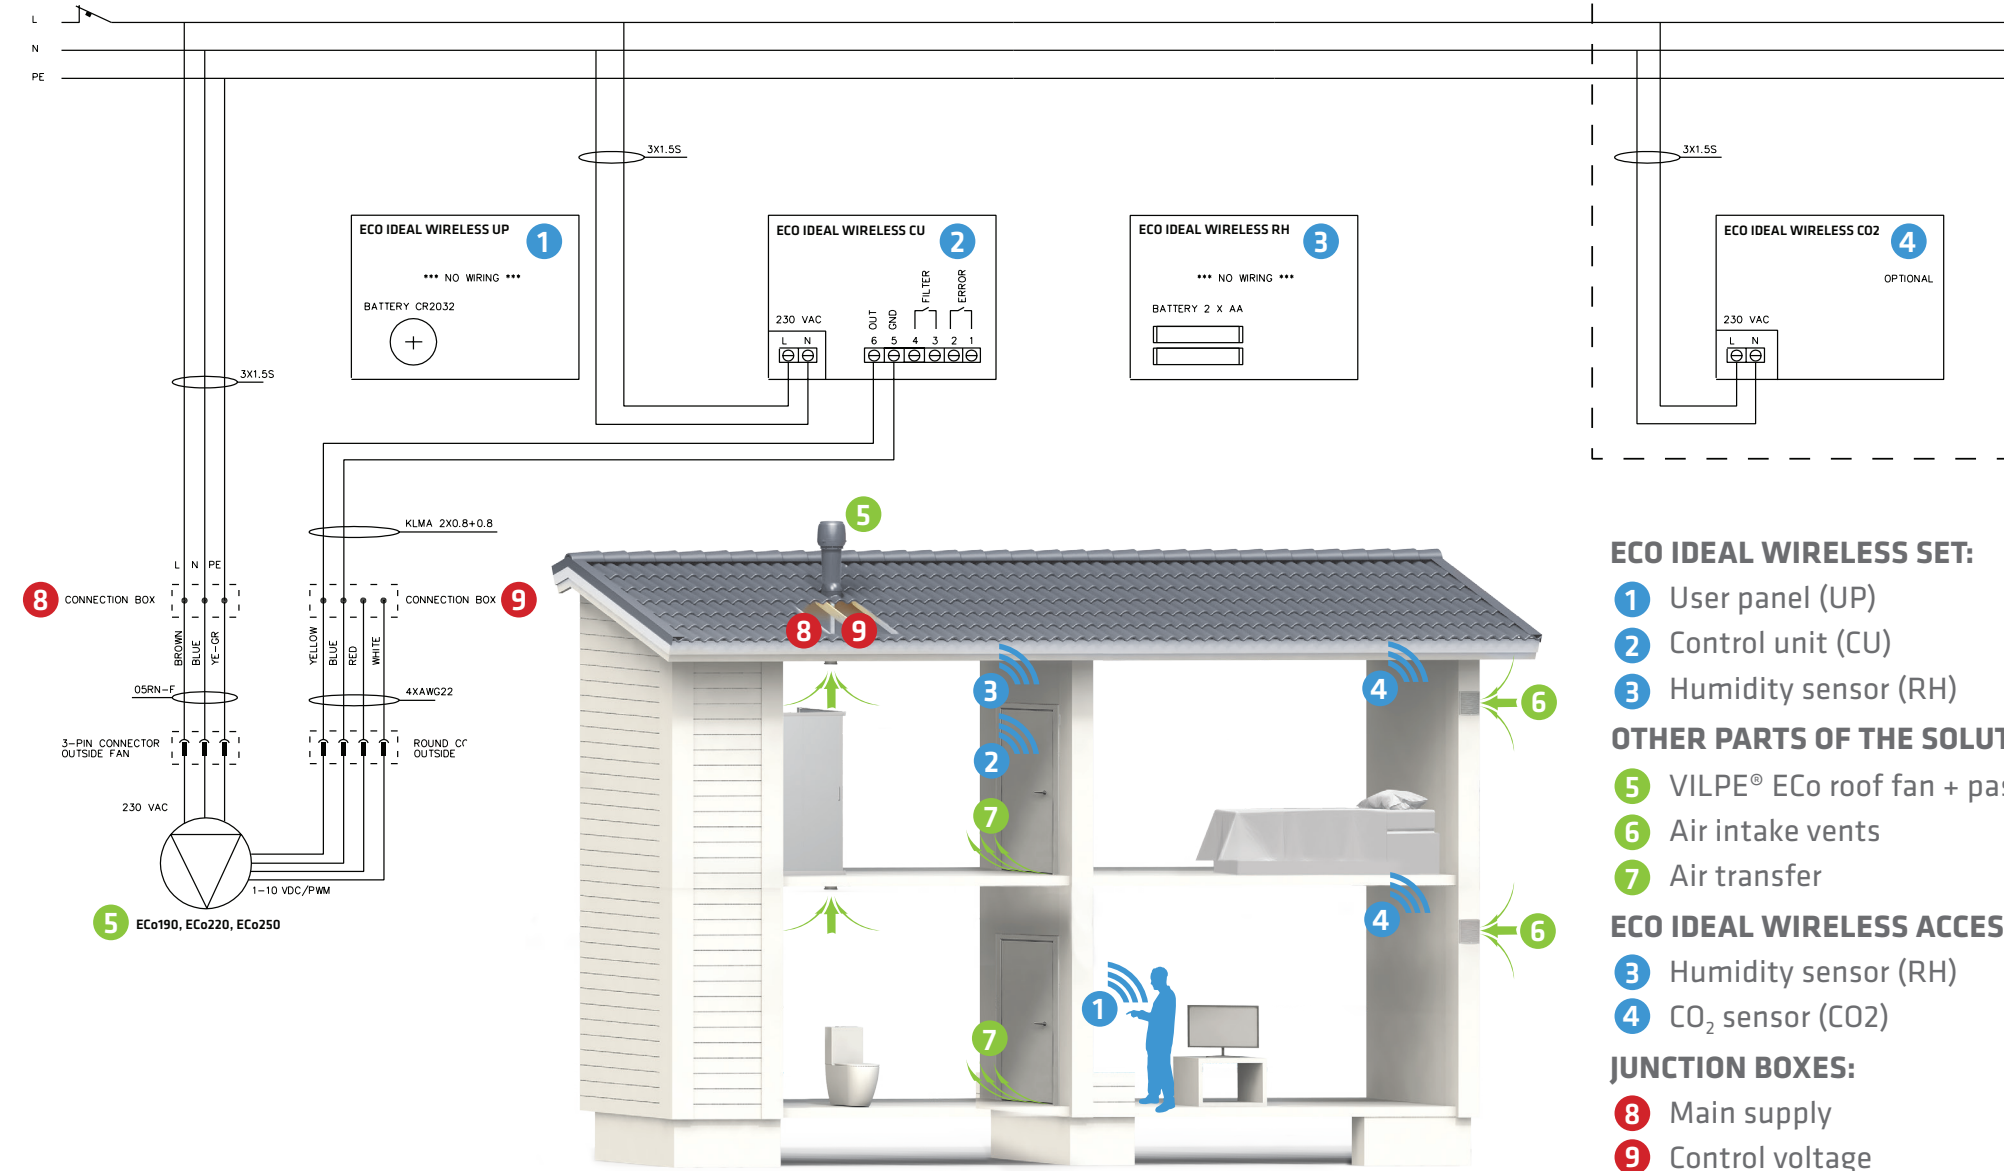 L
N
PE
3X1.5S
3X1.5S
ECO IDEAL WIRELESS UP 1
*** NO WIRING ***
BATTERY CR2032
ECO IDEAL WIRELESS CU 2
FILTER
ERROR
230 VAC
OUT
GND
L N
6 5 4 3 2 1
ECO IDEAL WIRELESS RH 3
*** NO WIRING ***
BATTERY 2 X AA
ECO IDEAL WIRELESS CO2 4
OPTIONAL
230 VAC
L N
3X1.5S
KLMA 2X0.8+0.8
L N PE
8 CONNECTION BOX
CONNECTION BOX 9
BROWN
BLUE
YE-GR
YELLOW
BLUE
RED
WHITE
05RN-F
4XAWG22
3-PIN CONNECTOR
OUTSIDE FAN
ROUND
OUTSIDE
230 VAC
1-10 VDC/PWM
5 ECo190, ECo220, ECo250
5
8 9
3
4
6
2
7
4
6
1
7
ECO IDEAL WIRELESS SET:
1 User panel (UP)
2 Control unit (CU)
3 Humidity sensor (RH)
OTHER PARTS OF THE SOLUT
5 VILPE® ECo roof fan + pas
6 Air intake vents
7 Air transfer
ECO IDEAL WIRELESS ACCES
3 Humidity sensor (RH)
4 CO₂ sensor (CO2)
JUNCTION BOXES:
8 Main supply
9 Control voltage